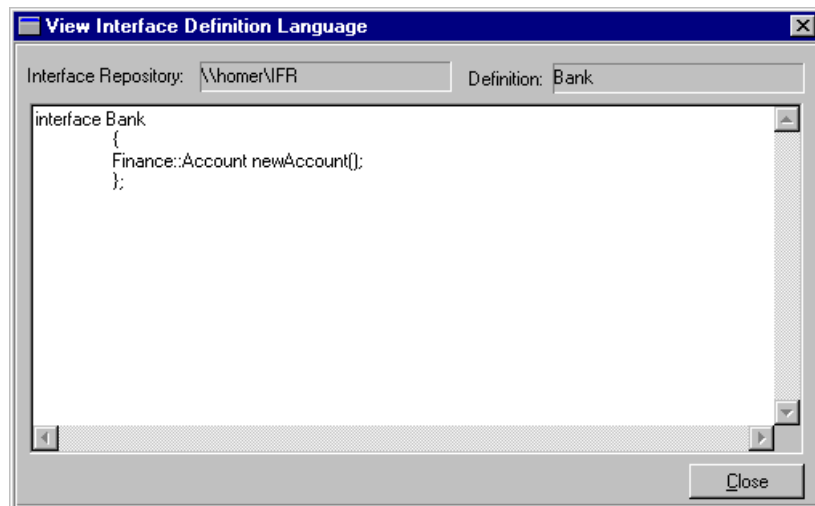 View Interface Definition Language
Interface Repository: \\homer\IFR Definition: Bank
interface Bank
{
Finance::Account newAccount();
};
Close